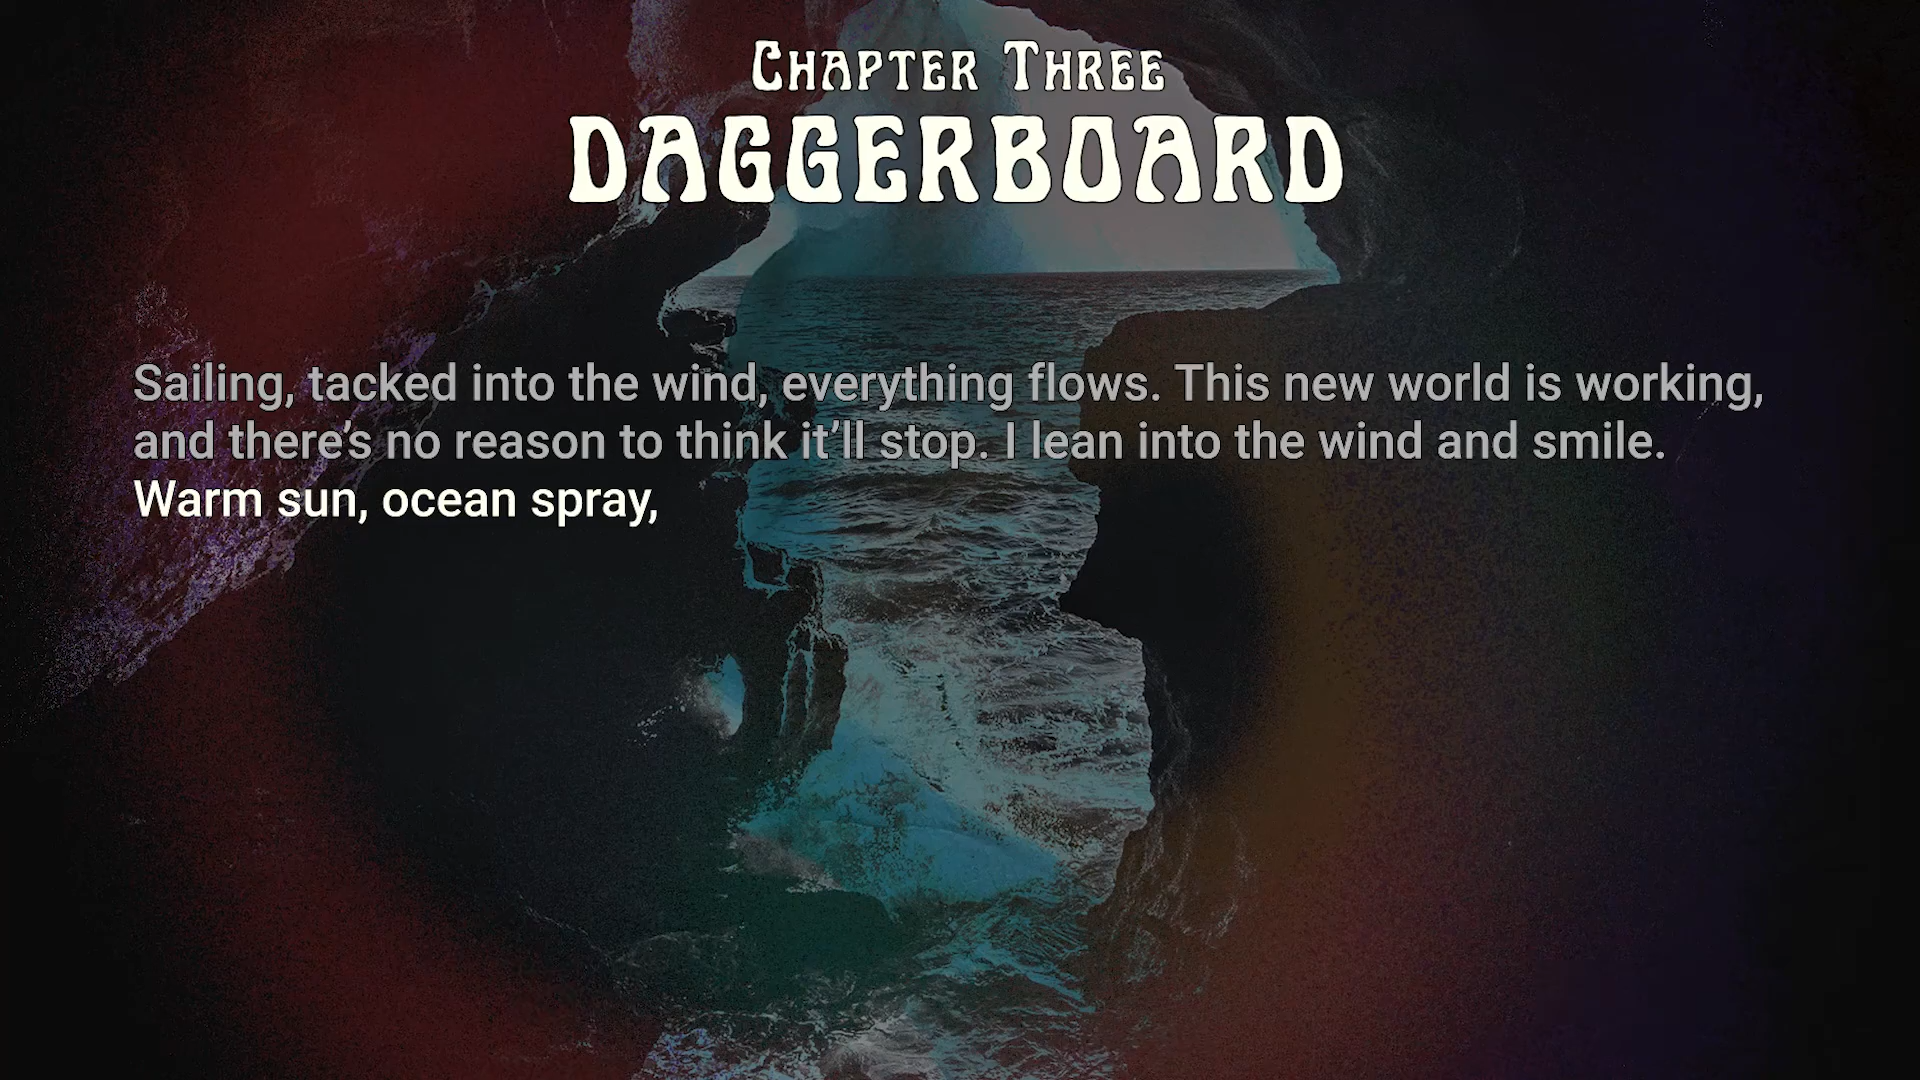 Chapter Three
DAGGERBOARD
Sailing, tacked into the wind, everything flows. This new world is working,
and there’s no reason to think it’ll stop. I lean into the wind and smile.
Warm sun, ocean spray,